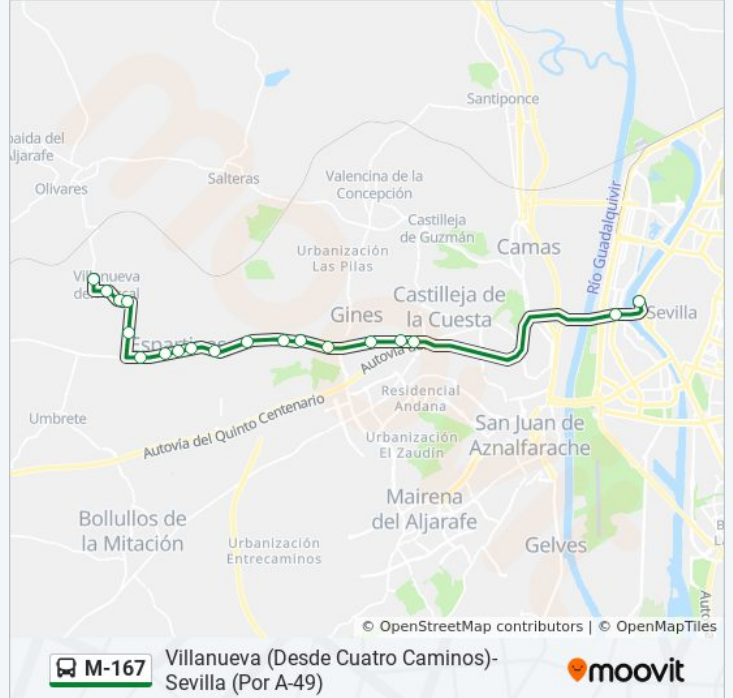 Santiponce
baida del
Aljarafe
Olivares
Salteras
Valencina de la
Concepción
Castilleja
de Guzmán
Río Guadalquivir
Camas
Urbanización
Las Pilas
Villanueva
Castilleja de
la Cuesta
Gines
Sevilla
Espartinas
Autovía de
Residencial
Andana
Umbrete
Autovía del Quinto Centenario
San Juan de
Aznalfarache
Urbanización
El Zaudín
Mairena
del Aljarafe
Bollullos de
la Mitación
Urbanización
Entrecaminos
Gelves
© OpenStreetMap contributors | © OpenMapTiles
M-167
Villanueva (Desde Cuatro Caminos)-
Sevilla (Por A-49)
moovit